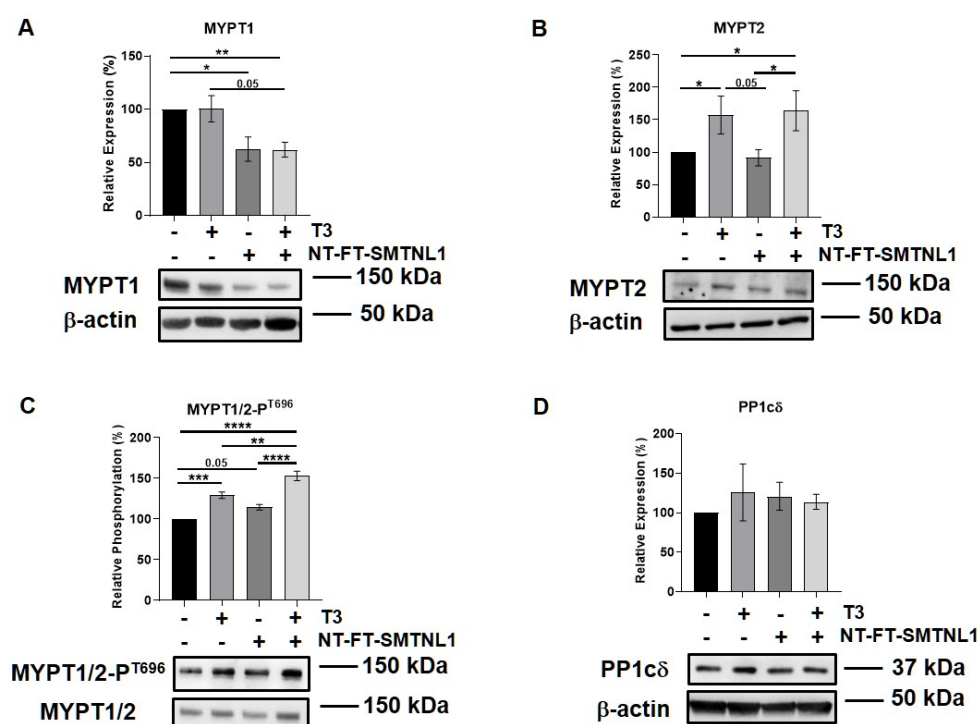 A
MYPT1
Relative Expression (%)
150
100
50
0
**
*
0.05
- + - + T3
- - + + NT-FT-SMTNL1
MYPT1
150 kDa
β-actin
50 kDa
B
MYPT2
Relative Expression (%)
250
200
150
100
50
0
*
*
0.05
*
- + - + T3
- - + + NT-FT-SMTNL1
MYPT2
150 kDa
β-actin
50 kDa
C
MYPT1/2-PT696
Relative Phosphorylation (%)
200
150
100
50
0
****
**
0.05
****
***
- + - + T3
- - + + NT-FT-SMTNL1
MYPT1/2-PT696
150 kDa
MYPT1/2
150 kDa
D
PP1cδ
Relative Expression (%)
200
150
100
50
0
- + - + T3
- - + + NT-FT-SMTNL1
PP1cδ
37 kDa
β-actin
50 kDa